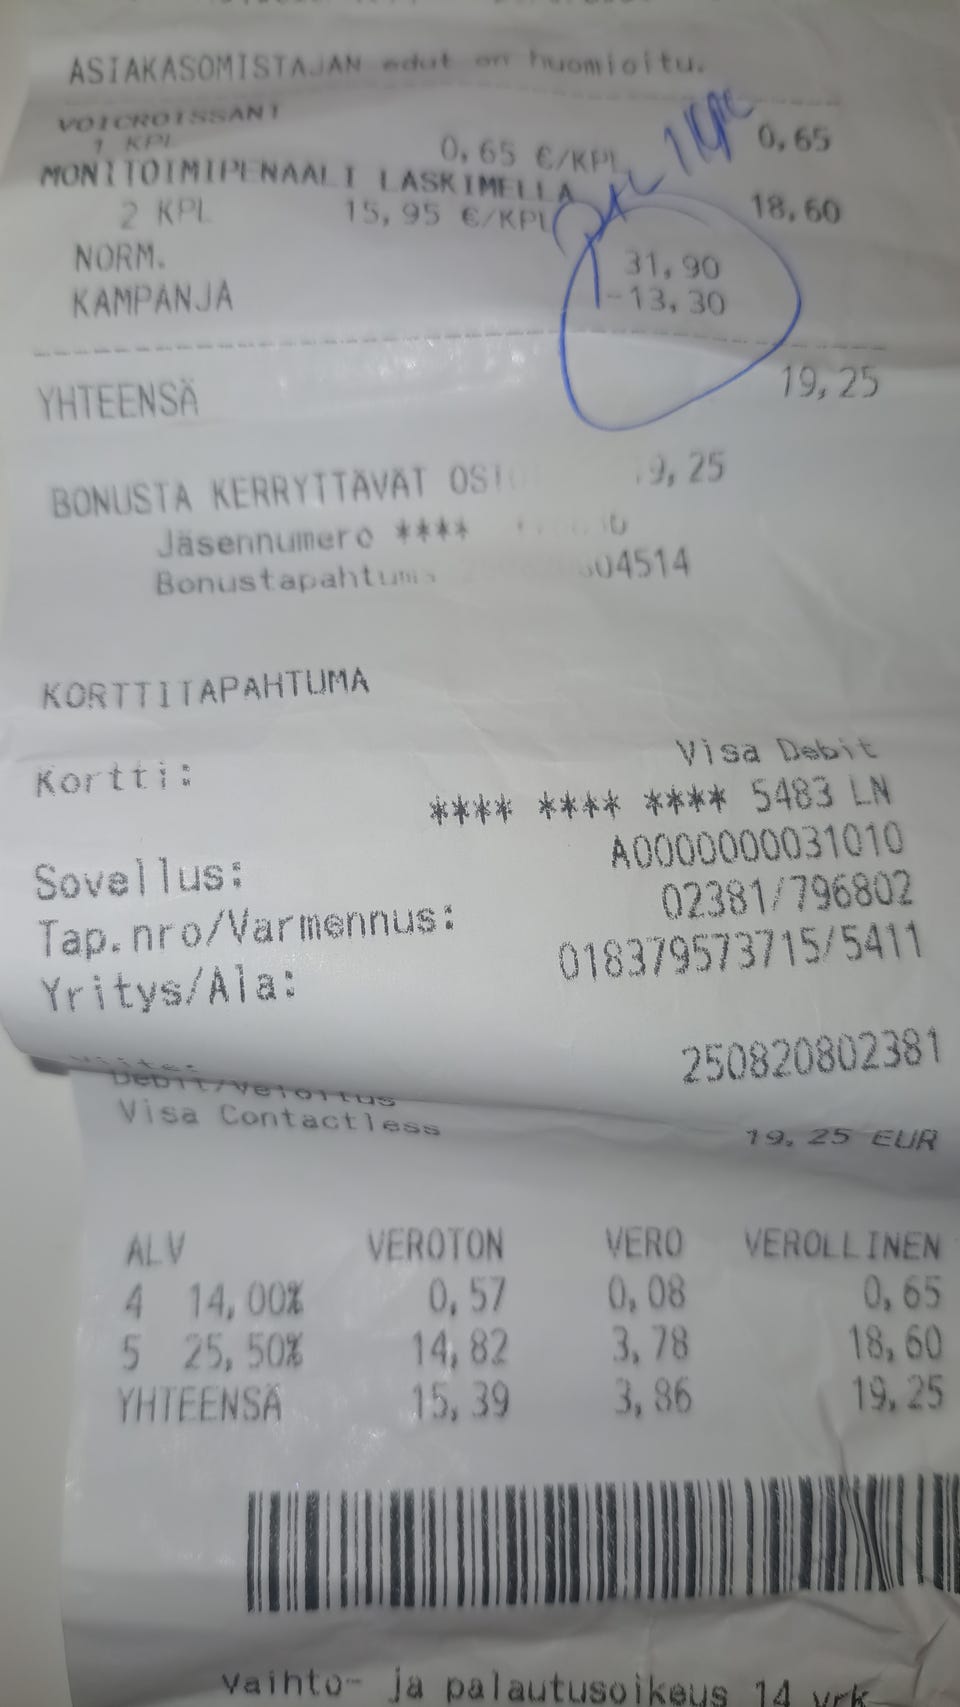 ASIAKASOMISTAJAN edut on huomioitu.
VOICROISSANT 0,65
1 KPL 0,65 €/KPL
MONITOIMIPENAALI LASKIMELLA 18,60
2 KPL 15,95 €/KPL
NORM. 31,90
KAMPANJA -13,30
YHTEENSÄ 19,25
BONUSTA KERRYTTÄVÄT 9,25
Jäsennumero ****
Bonustapahtuma 04514
KORTTITAPAHTUMA
Kortti: Visa Debit
**** **** **** 5483 LN
Sovellus: A0000000031010
Tap.nro/Varmennus: 02381/796802
Yritys/Ala: 018379573715/5411
Viite: 250820802381
Debit/Veloitus
Visa Contactless 19,25 EUR
ALV VEROTON VERO VEROLLINEN
4 14,00% 0,57 0,08 0,65
5 25,50% 14,82 3,78 18,60
YHTEENSÄ 15,39 3,86 19,25
Vaihto- ja palautusoikeus 14 vrk